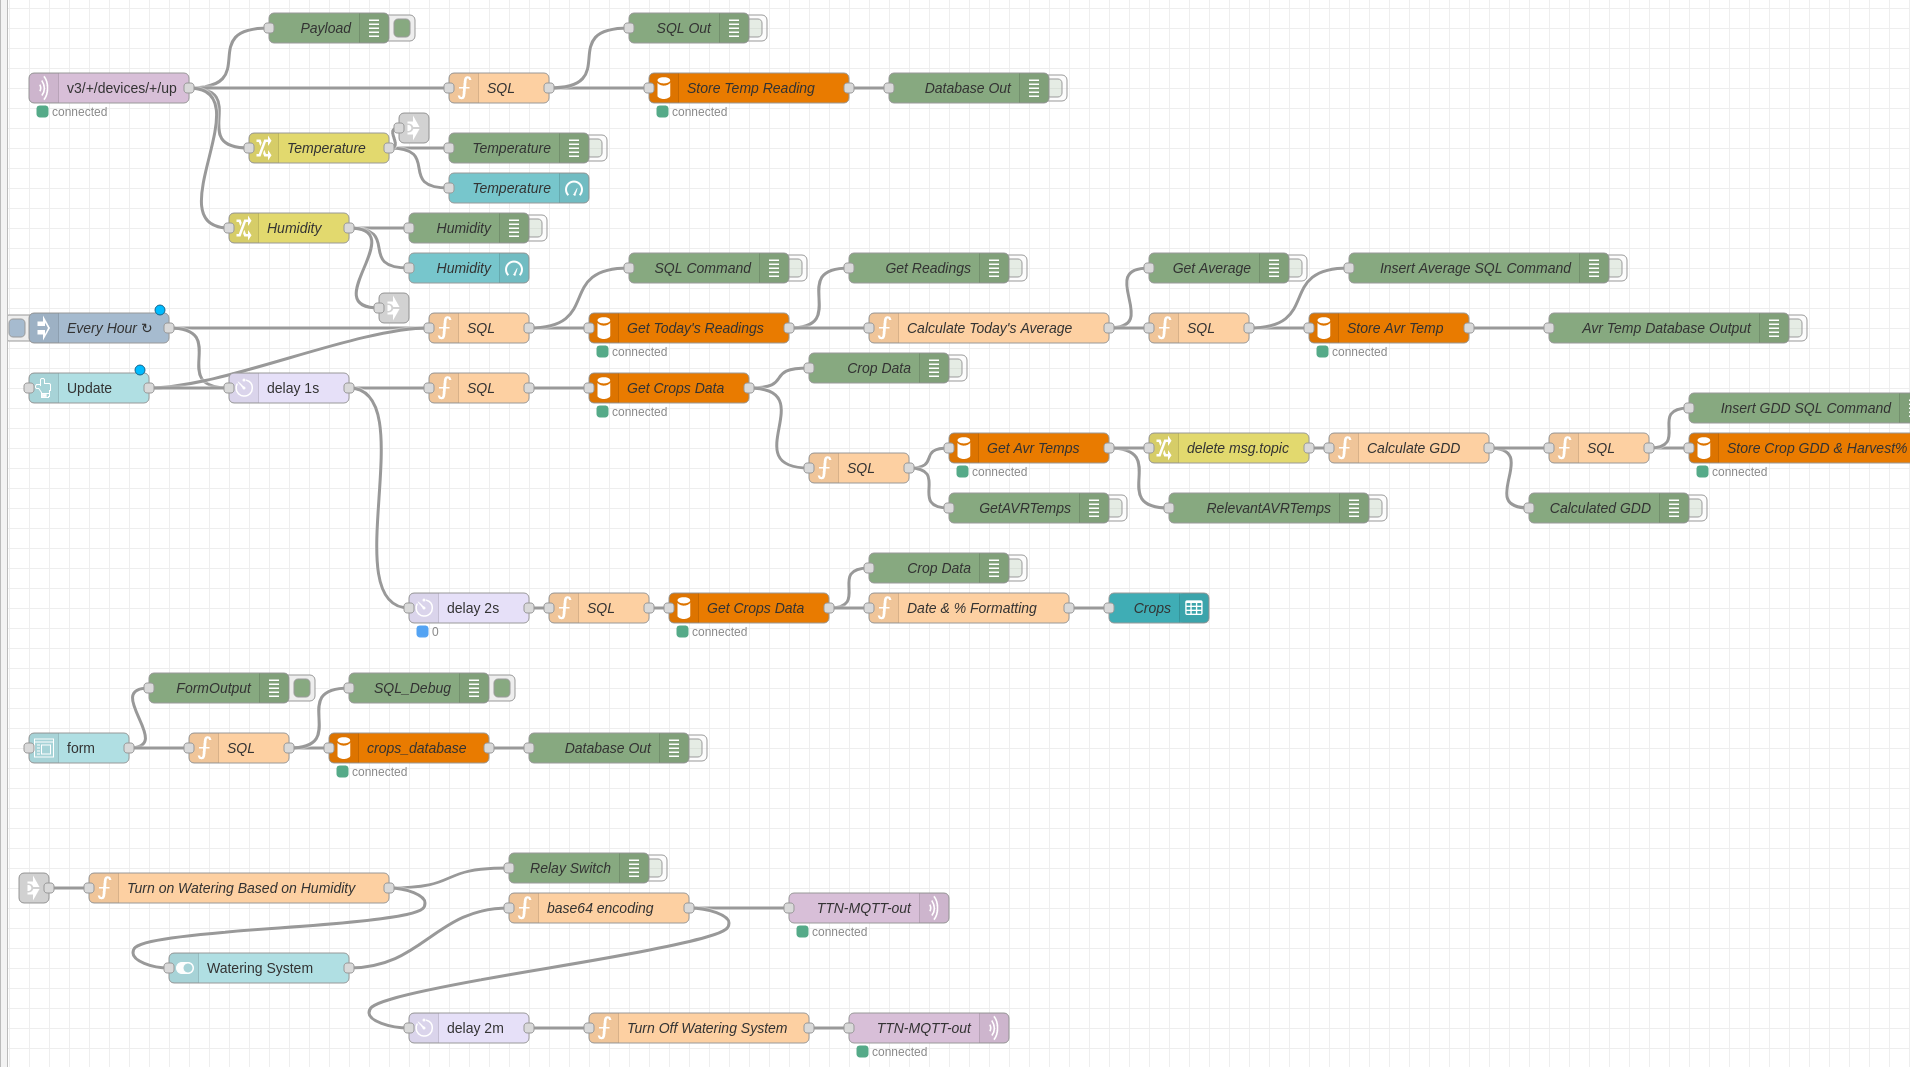 Payload
SQL Out
v3/+/devices/+/up
SQL
Store Temp Reading
Database Out
connected
connected
Temperature
Temperature
Temperature
Humidity
Humidity
Humidity
SQL Command
Get Readings
Get Average
Insert Average SQL Command
Every Hour ↻
SQL
Get Today's Readings
Calculate Today's Average
SQL
Store Avr Temp
Avr Temp Database Output
connected
connected
Crop Data
Update
delay 1s
SQL
Get Crops Data
connected
Insert GDD SQL Command
SQL
Get Avr Temps
delete msg.topic
Calculate GDD
SQL
Store Crop GDD & Harvest%
connected
connected
GetAVRTemps
RelevantAVRTemps
Calculated GDD
Crop Data
delay 2s
SQL
Get Crops Data
Date & % Formatting
Crops
0
connected
FormOutput
SQL_Debug
form
SQL
crops_database
Database Out
connected
Relay Switch
Turn on Watering Based on Humidity
base64 encoding
TTN-MQTT-out
connected
Watering System
delay 2m
Turn Off Watering System
TTN-MQTT-out
connected